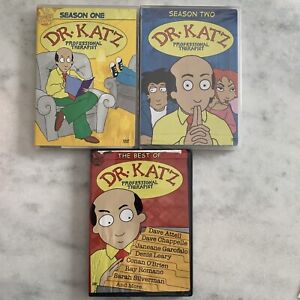 SEASON ONE
DR. KATZ
PROFESSIONAL
THERAPIST
SEASON TWO
DR. KATZ
PROFESSIONAL
THERAPIST
THE BEST OF
DR. KATZ
PROFESSIONAL
THERAPIST
Dave Attell
Dave Chappelle
Janeane Garofalo
Denis Leary
Conan O'Brien
Ray Romano
Sarah Silverman
And More